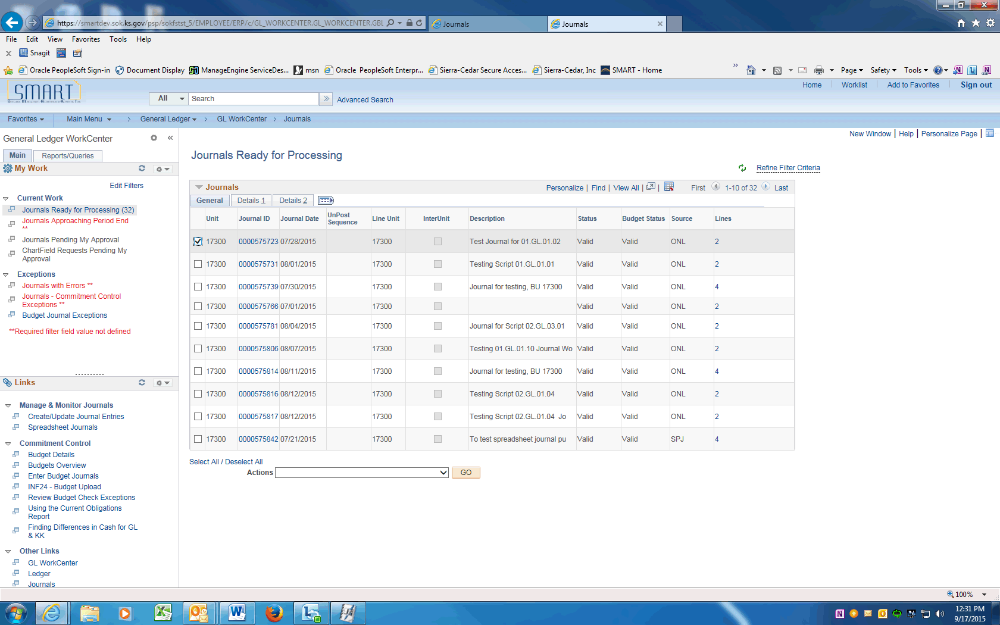 https://smartdev.sok.ks.gov/psp/sokfstst_5/EMPLOYEE/ERP/c/GL_WORKCENTER.GL_WORKCENTER.GBL
Journals
Journals
File Edit View Favorites Tools Help
Snagit
Oracle PeopleSoft Sign-in Document Display ManageEngine ServiceDes... msn Oracle PeopleSoft Enterpr... Sierra-Cedar Secure Acces... Sierra-Cedar, Inc SMART - Home
Page Safety Tools
SMART
Home Worklist Add to Favorites Sign out
All Search Advanced Search
Favorites Main Menu > General Ledger > GL WorkCenter > Journals
New Window | Help | Personalize Page |
General Ledger WorkCenter
Main Reports/Queries
My Work
Edit Filters
Current Work
Journals Ready for Processing (32)
Journals Approaching Period End
**
Journals Pending My Approval
ChartField Requests Pending My
Approval
Exceptions
Journals with Errors **
Journals - Commitment Control
Exceptions **
Budget Journal Exceptions
**Required filter field value not defined
Links
Manage & Monitor Journals
Create/Update Journal Entries
Spreadsheet Journals
Commitment Control
Budget Details
Budgets Overview
Enter Budget Journals
INF24 - Budget Upload
Review Budget Check Exceptions
Using the Current Obligations
Report
Finding Differences in Cash for GL
& KK
Other Links
GL WorkCenter
Ledger
Journals
Journals Ready for Processing
Refine Filter Criteria
Journals
Personalize | Find | View All | | First 1-10 of 32 Last
General Details 1 Details 2
Unit Journal ID Journal Date UnPost Sequence Line Unit InterUnit Description Status Budget Status Source Lines
17300 0000575723 07/28/2015 17300 Test Journal for 01.GL.01.02 Valid Valid ONL 2
17300 0000575731 08/01/2015 17300 Testing Script 01.GL.01.01 Valid Valid ONL 2
17300 0000575739 07/30/2015 17300 Journal for testing, BU 17300 Valid Valid ONL 4
17300 0000575766 07/01/2015 17300 Valid Valid ONL 2
17300 0000575781 08/04/2015 17300 Journal for Script 02.GL.03.01 Valid Valid ONL 2
17300 0000575806 08/07/2015 17300 Testing 01.GL.01.10 Journal Wo Valid Valid ONL 2
17300 0000575814 08/11/2015 17300 Journal for testing, BU 17300 Valid Valid ONL 4
17300 0000575816 08/12/2015 17300 Testing Script 02.GL.01.04 Valid Valid ONL 2
17300 0000575817 08/12/2015 17300 Testing Script 02.GL.01.04 Jo Valid Valid ONL 2
17300 0000575842 07/21/2015 17300 To test spreadsheet journal pu Valid Valid SPJ 4
Select All / Deselect All
Actions GO
100%
12:31 PM
9/17/2015